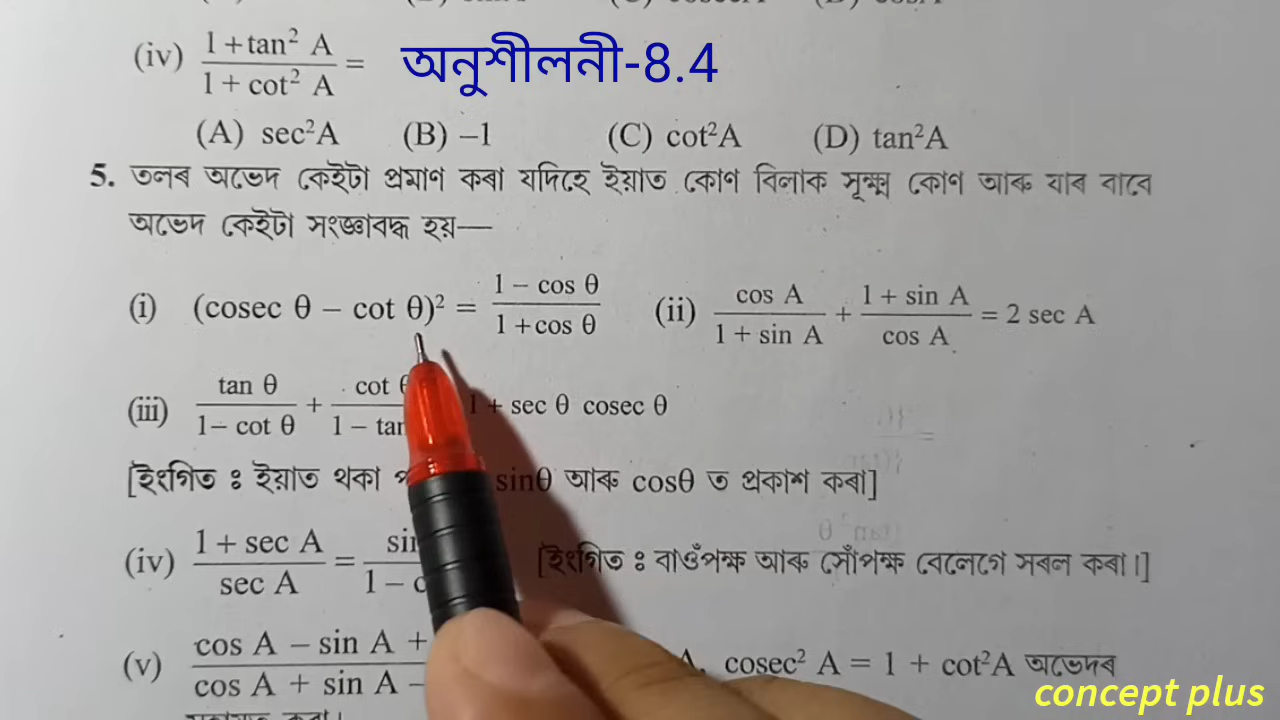 (iv) 1+tan² A / 1+ cot² A = অনুশীলনী-8.4
(A) sec²A (B) –1 (C) cot²A (D) tan²A
5. তলৰ অভেদ কেইটা প্ৰমাণ কৰা যদিহে ইয়াত কোণ বিলাক সূক্ষ্ম কোণ আৰু যাৰ বাবে
অভেদ কেইটা সংজ্ঞাবদ্ধ হয়—
(i) (cosec θ – cot θ)² = 1 – cos θ / 1 +cos θ (ii) cos A / 1 + sin A + 1 + sin A / cos A = 2 sec A
(iii) tan θ / 1– cot θ + cot θ / 1 – tan 1 + sec θ cosec θ
[ইংগিত ঃ ইয়াত থকা sinθ আৰু cosθ ত প্ৰকাশ কৰা]
(iv) 1 + sec A / sec A = sin / 1 – c [ইংগিত ঃ বাওঁপক্ষ আৰু সোঁপক্ষ বেলেগে সৰল কৰা।]
(v) cos A – sin A + / cos A + sin A – A, cosec² A = 1 + cot²A অভেদৰ
concept plus